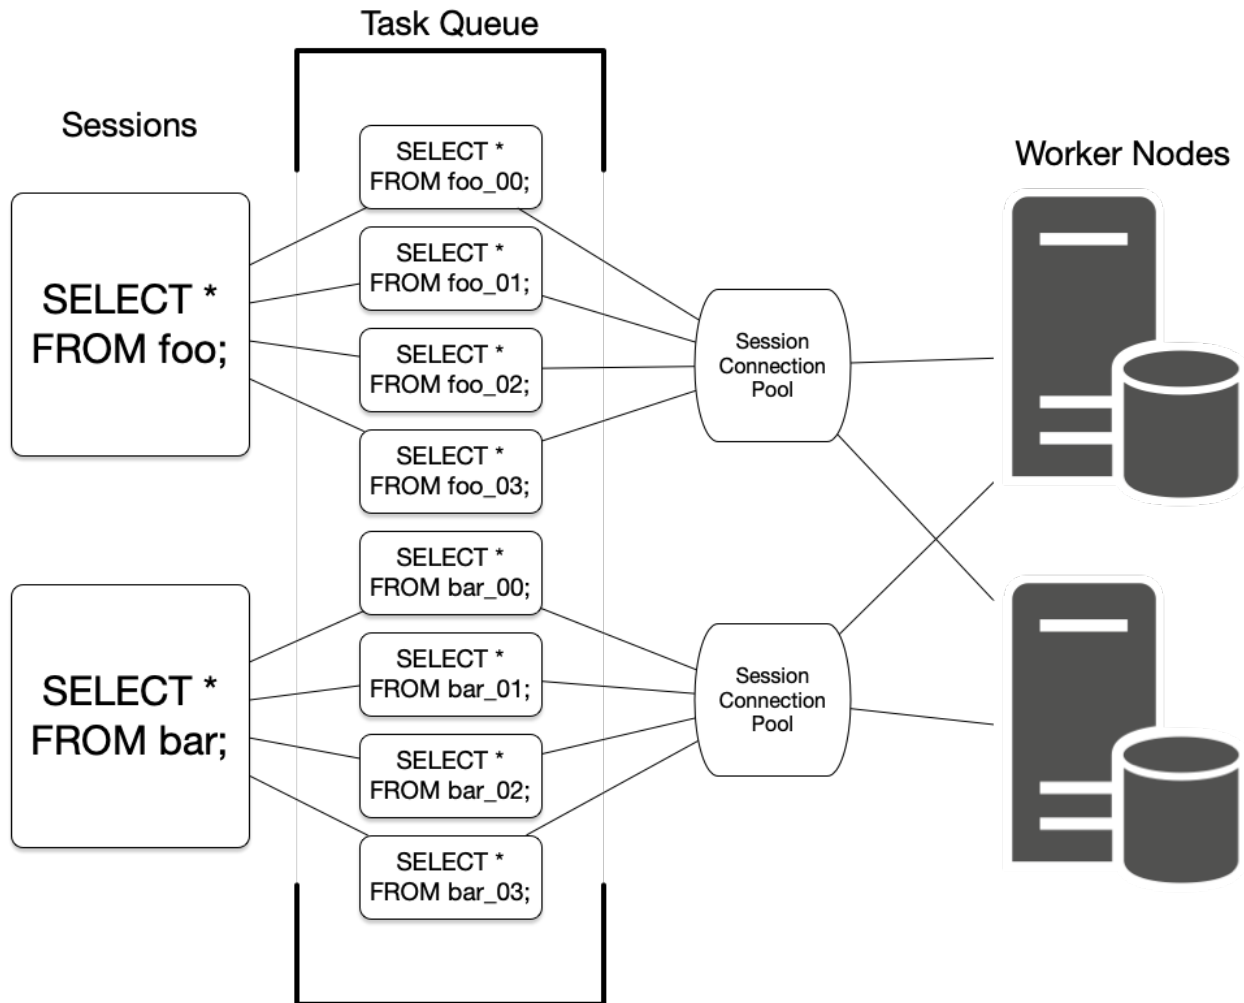 Task Queue
Sessions
Worker Nodes
SELECT *
FROM foo;
SELECT *
FROM foo_00;
SELECT *
FROM foo_01;
SELECT *
FROM foo_02;
SELECT *
FROM foo_03;
Session
Connection
Pool
SELECT *
FROM bar;
SELECT *
FROM bar_00;
SELECT *
FROM bar_01;
SELECT *
FROM bar_02;
SELECT *
FROM bar_03;
Session
Connection
Pool